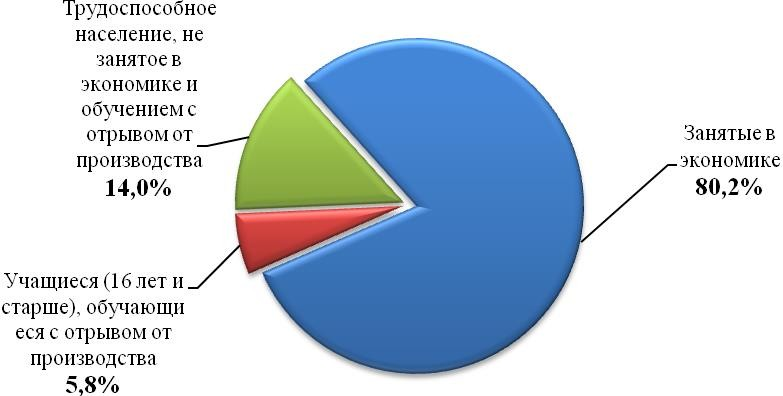 Трудоспособное
население, не
занятое в
экономике и
обучением с
отрывом от
производства
14,0%
Занятые в
экономике
80,2%
Учащиеся (16 лет и
старше), обучающи
еся с отрывом от
производства
5,8%